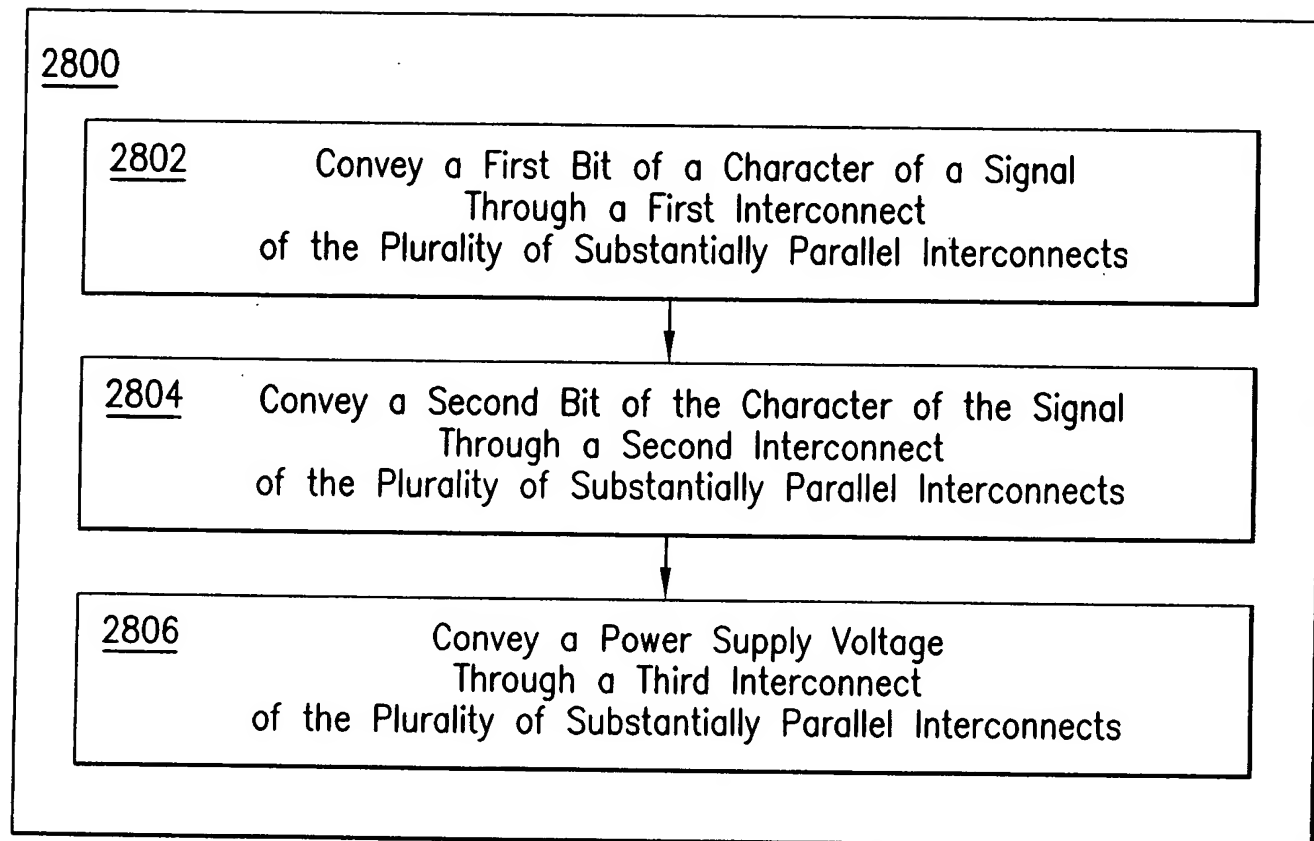 2800
2802 Convey a First Bit of a Character of a Signal
Through a First Interconnect
of the Plurality of Substantially Parallel Interconnects
2804 Convey a Second Bit of the Character of the Signal
Through a Second Interconnect
of the Plurality of Substantially Parallel Interconnects
2806 Convey a Power Supply Voltage
Through a Third Interconnect
of the Plurality of Substantially Parallel Interconnects